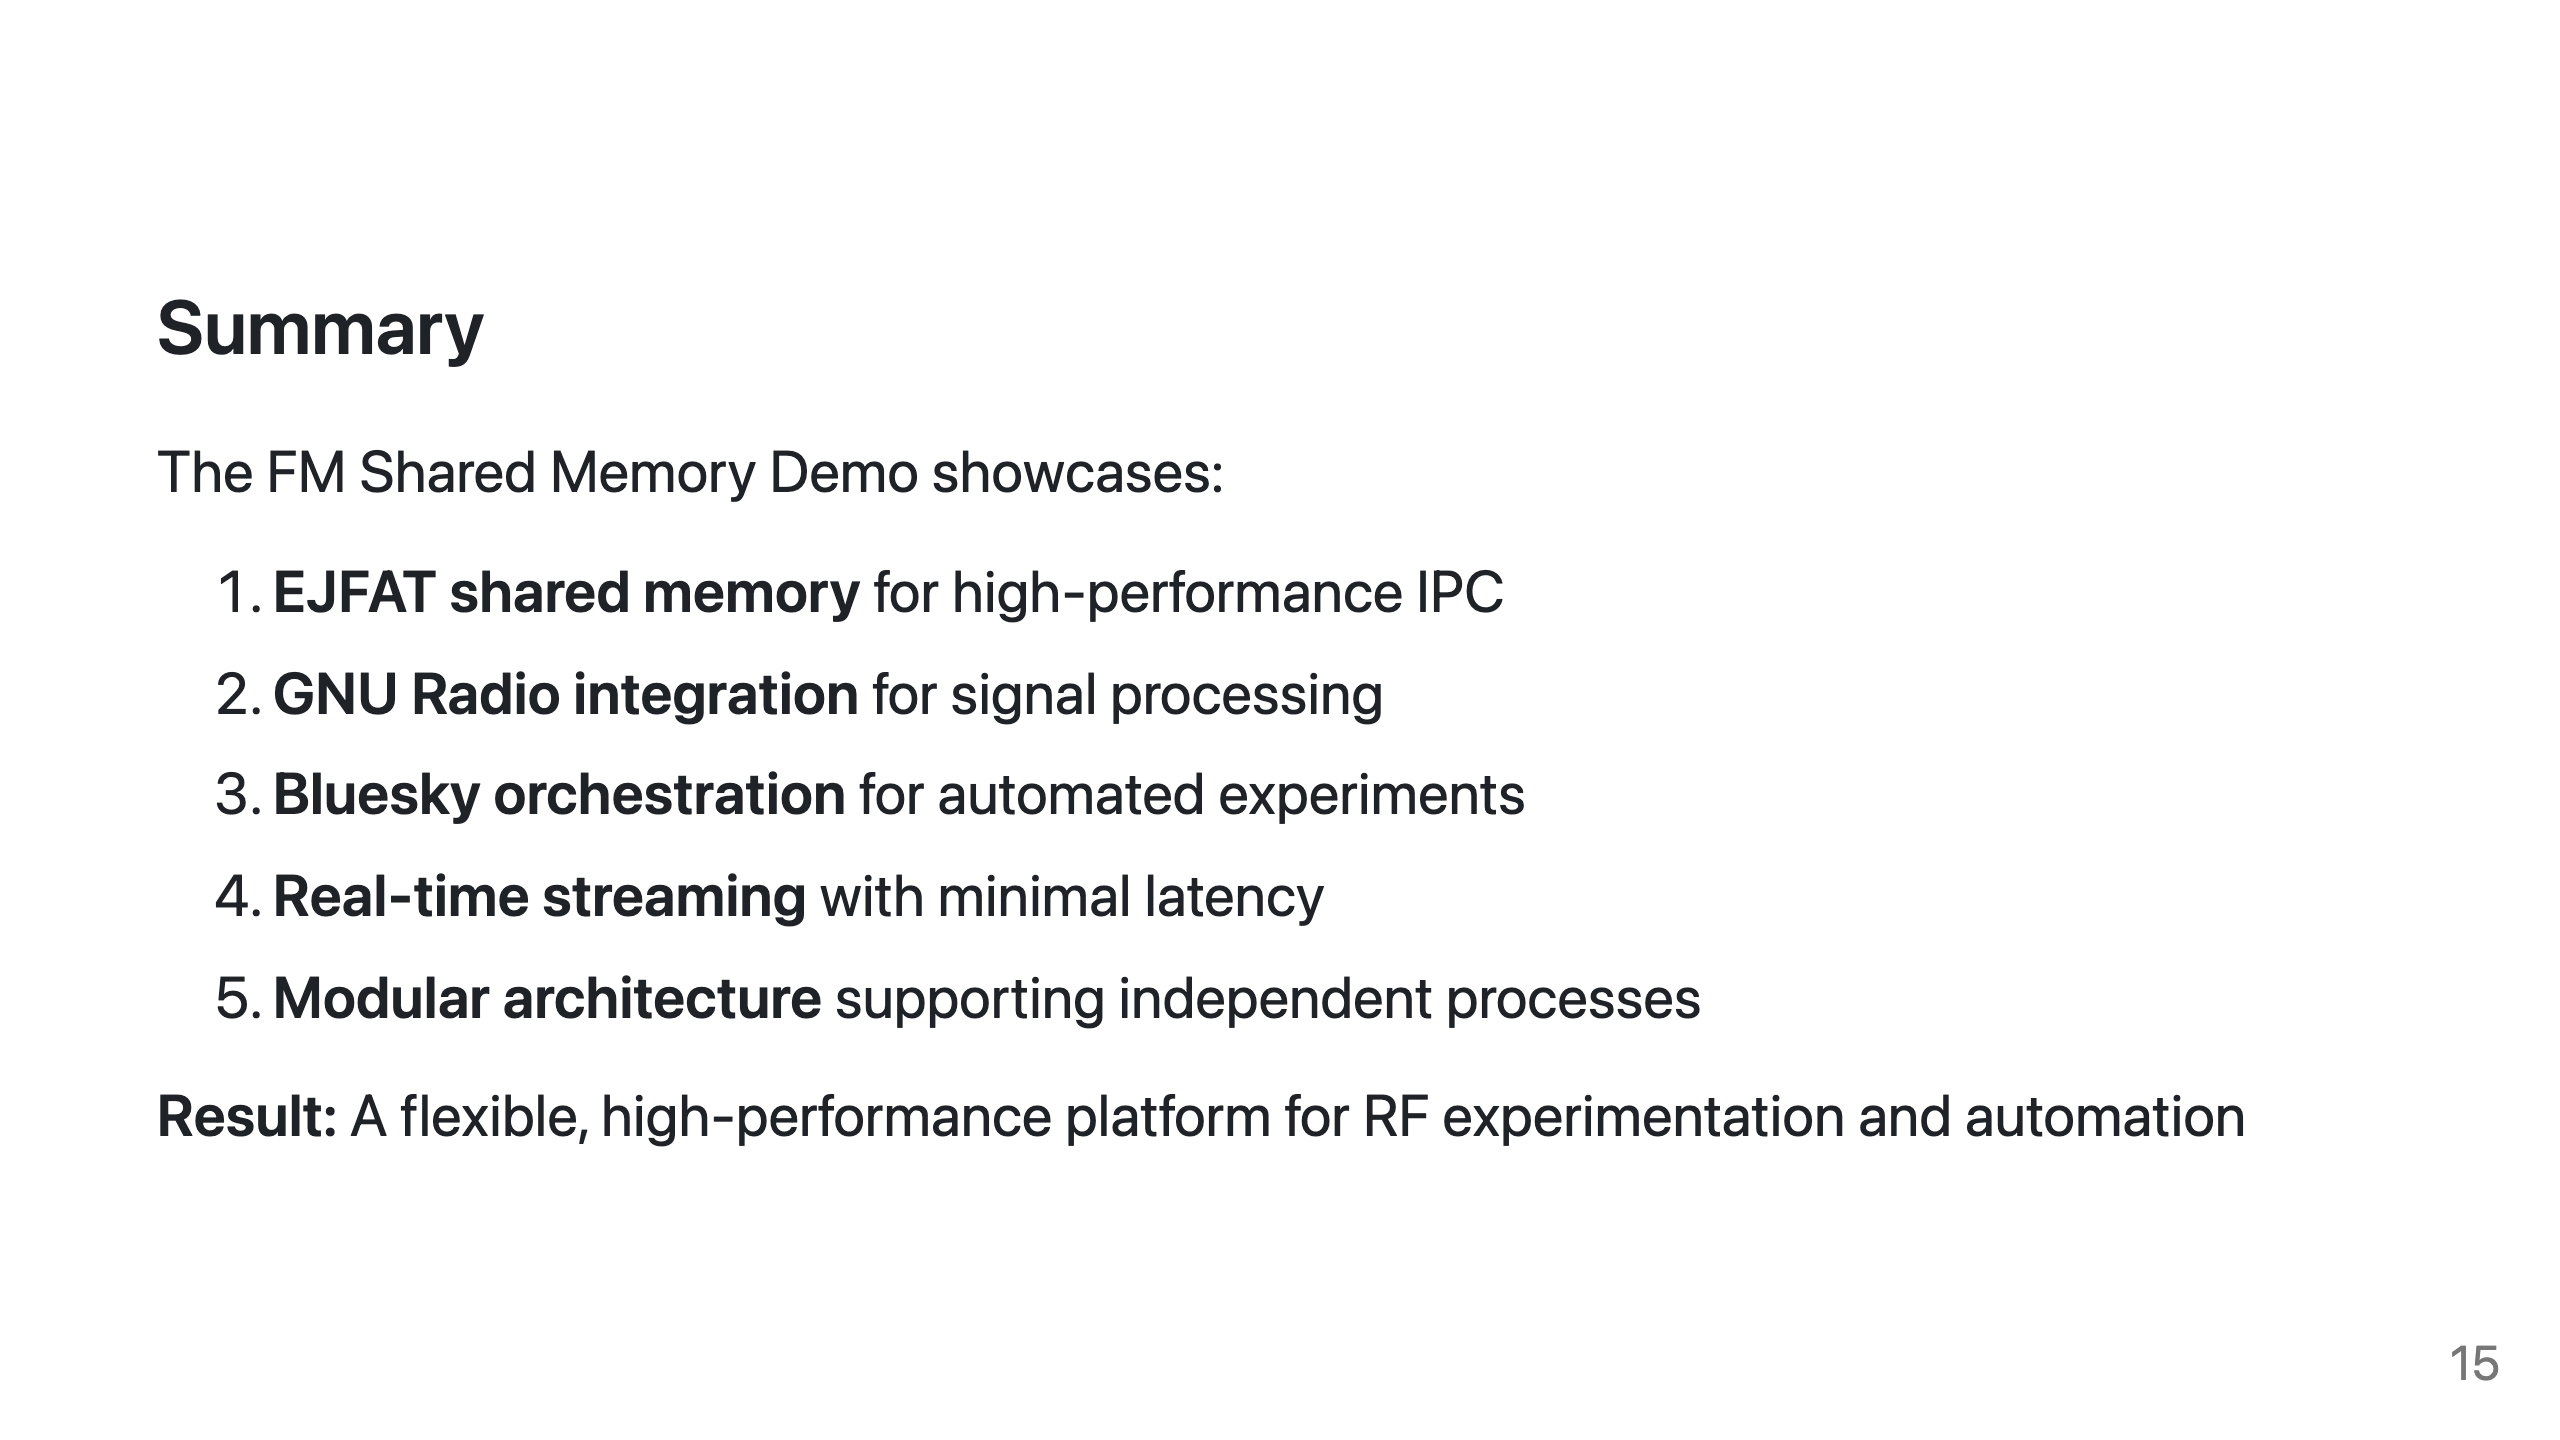 Summary
The FM Shared Memory Demo showcases:
1. EJFAT shared memory for high-performance IPC
2. GNU Radio integration for signal processing
3. Bluesky orchestration for automated experiments
4. Real-time streaming with minimal latency
5. Modular architecture supporting independent processes
Result: A flexible, high-performance platform for RF experimentation and automation
15